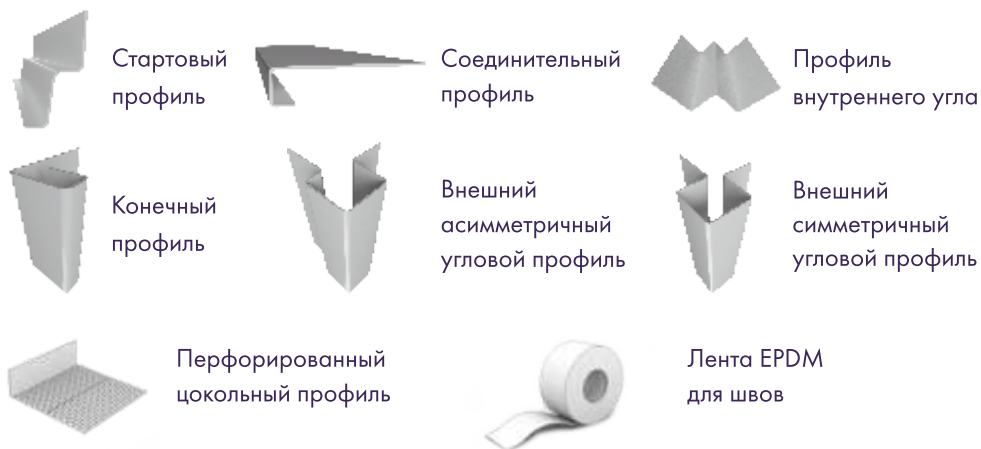 Стартовый
профиль
Соединительный
профиль
Профиль
внутреннего угла
Конечный
профиль
Внешний
асимметричный
угловой профиль
Внешний
симметричный
угловой профиль
Перфорированный
цокольный профиль
Лента EPDM
для швов